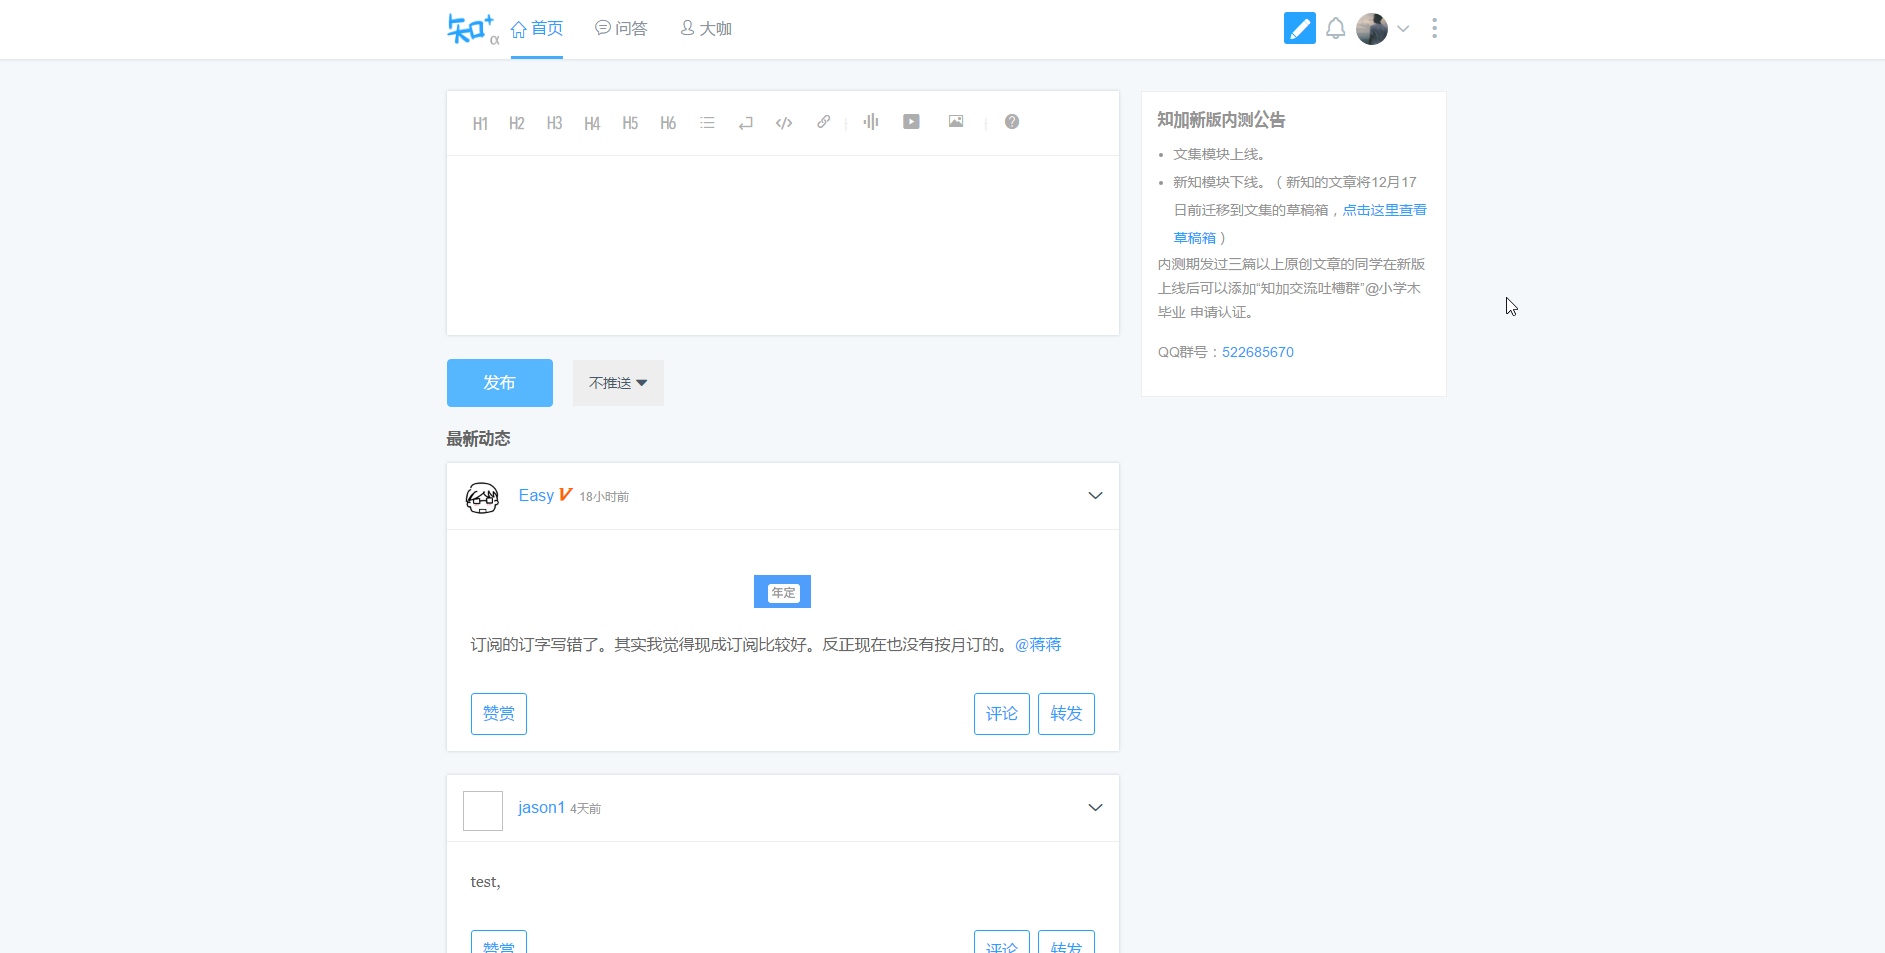 知+ α 首页 问答 大咖
H1 H2 H3 H4 H5 H6
知加新版内测公告
文集模块上线。
新知模块下线。（新知的文章将12月17
日前迁移到文集的草稿箱，点击这里查看
草稿箱）
内测期发过三篇以上原创文章的同学在新版
上线后可以添加“知加交流吐槽群”@小学木
毕业 申请认证。
QQ群号：522685670
发布 不推送
最新动态
Easy V 18小时前
年定
订阅的订字写错了。其实我觉得现成订阅比较好。反正现在也没有按月订的。@蒋蒋
赞赏 评论 转发
jason1 4天前
test,
赞赏 评论 转发